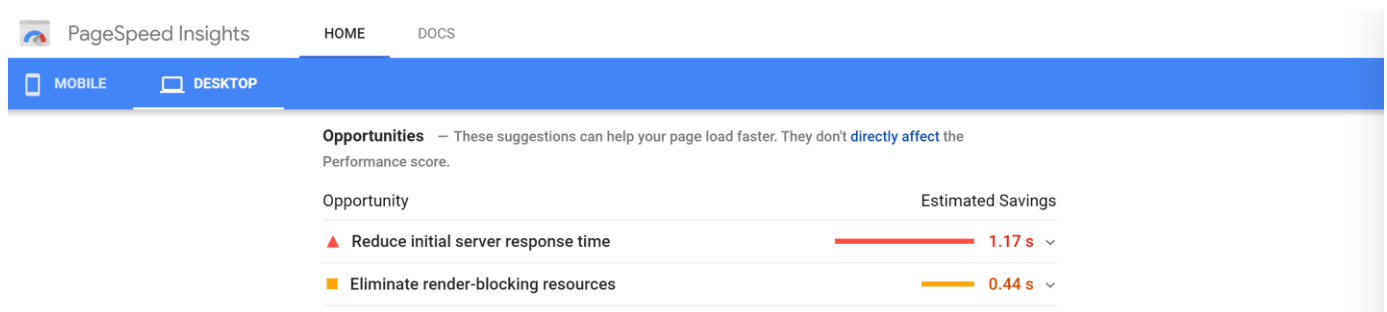 PageSpeed Insights HOME DOCS
MOBILE DESKTOP
Opportunities — These suggestions can help your page load faster. They don't directly affect the
Performance score.
Opportunity Estimated Savings
Reduce initial server response time 1.17 s
Eliminate render-blocking resources 0.44 s